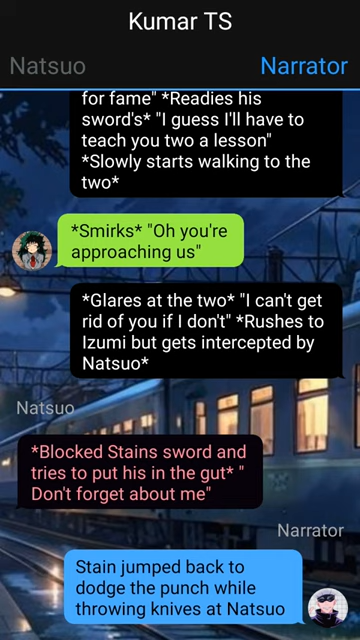 Kumar TS
Natsuo
Narrator
for fame" *Readies his
sword's* "I guess I'll have to
teach you two a lesson"
*Slowly starts walking to the
two*
*Smirks* "Oh you're
approaching us"
*Glares at the two* "I can't get
rid of you if I don't" *Rushes to
Izumi but gets intercepted by
Natsuo*
Natsuo
*Blocked Stains sword and
tries to put his in the gut* "
Don't forget about me"
Narrator
Stain jumped back to
dodge the punch while
throwing knives at Natsuo